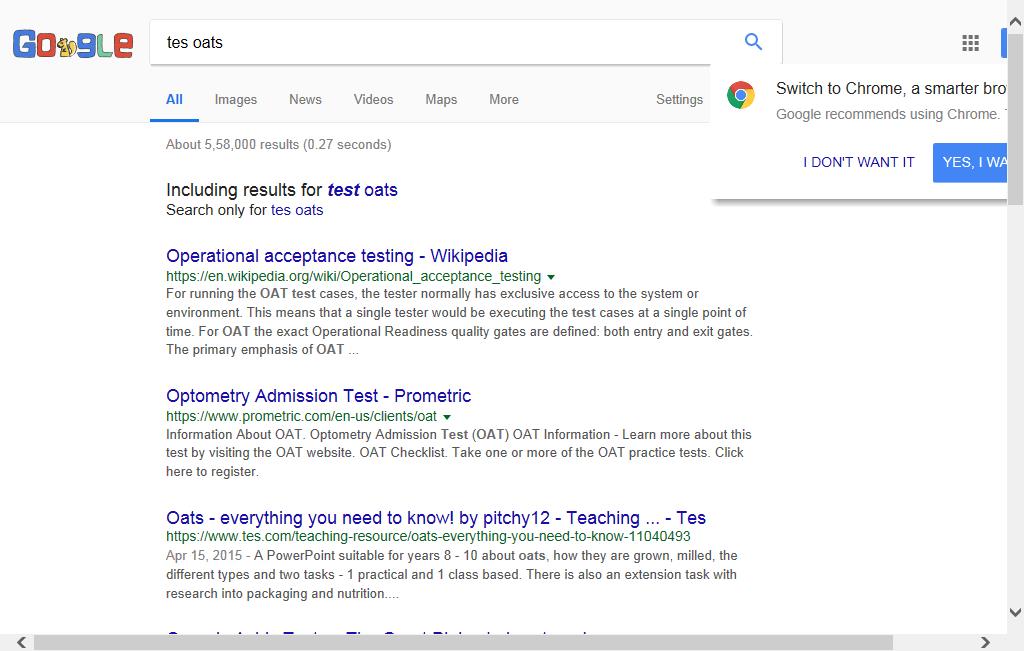 Google
tes oats
All Images News Videos Maps More Settings
Switch to Chrome, a smarter bro
Google recommends using Chrome.
I DON'T WANT IT YES, I WA
About 5,58,000 results (0.27 seconds)
Including results for test oats
Search only for tes oats
Operational acceptance testing - Wikipedia
https://en.wikipedia.org/wiki/Operational_acceptance_testing
For running the OAT test cases, the tester normally has exclusive access to the system or
environment. This means that a single tester would be executing the test cases at a single point of
time. For OAT the exact Operational Readiness quality gates are defined: both entry and exit gates.
The primary emphasis of OAT ...
Optometry Admission Test - Prometric
https://www.prometric.com/en-us/clients/oat
Information About OAT. Optometry Admission Test (OAT) OAT Information - Learn more about this
test by visiting the OAT website. OAT Checklist. Take one or more of the OAT practice tests. Click
here to register.
Oats - everything you need to know! by pitchy12 - Teaching ... - Tes
https://www.tes.com/teaching-resource/oats-everything-you-need-to-know-11040493
Apr 15, 2015 - A PowerPoint suitable for years 8 - 10 about oats, how they are grown, milled, the
different types and two tasks - 1 practical and 1 class based. There is also an extension task with
research into packaging and nutrition....